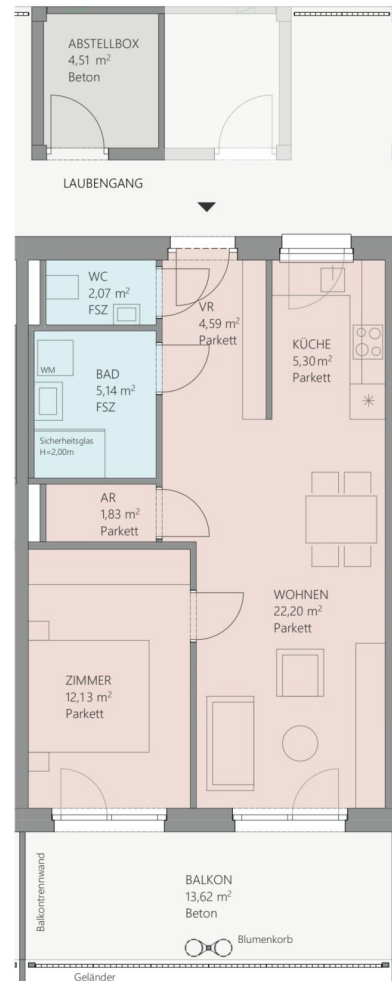 ABSTELLBOX
4,51 m²
Beton
LAUBENGANG
WC
2,07 m²
FSZ
VR
4,59 m²
Parkett
KÜCHE
5,30 m²
Parkett
WM
BAD
5,14 m²
FSZ
Sicherheitsglas
H=2,00m
AR
1,83 m²
Parkett
WOHNEN
22,20 m²
Parkett
ZIMMER
12,13 m²
Parkett
Balkontrennwand
BALKON
13,62 m²
Beton
Blumenkorb
Geländer